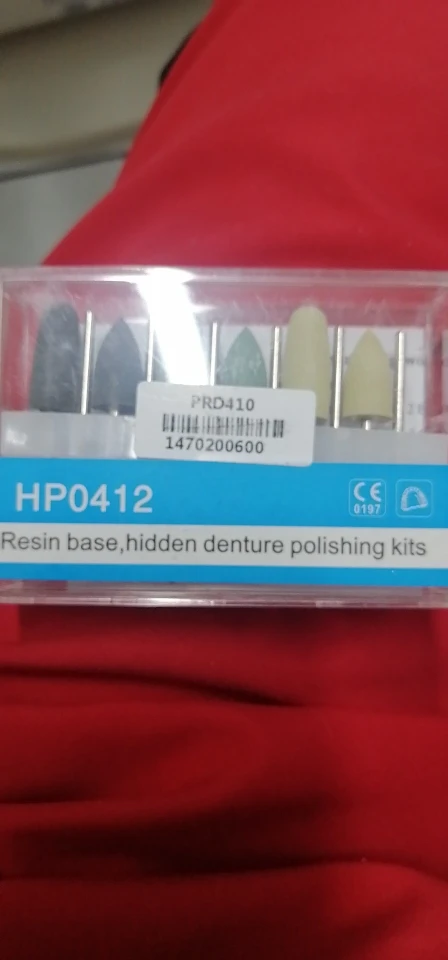 PRD410
1470200600
HP0412
CE
0197
Resin base,hidden denture polishing kits